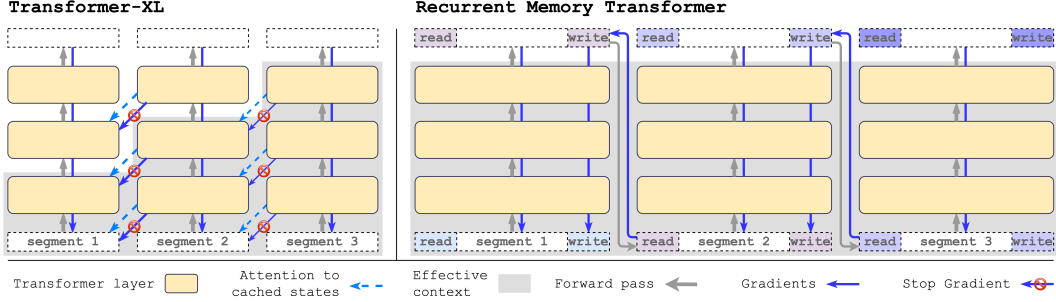 Transformer-XL
Recurrent Memory Transformer
read write read write read write
segment 1 segment 2 segment 3
read segment 1 write read segment 2 write read segment 3 write
Transformer layer
Attention to
cached states
Effective
context
Forward pass
Gradients
Stop Gradient